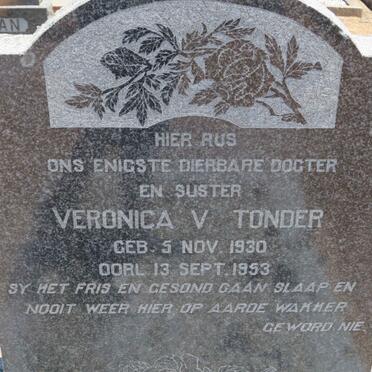 AN
HIER RUS
ONS ENIGSTE DIERBARE DOGTER
EN SUSTER
VERONICA V. TONDER
GEB. 5 NOV. 1930
OORL. 13 SEPT. 1953
SY HET FRIS EN GESOND GAAN SLAAP EN
NOOIT WEER HIER OP AARDE WAKKER
GEWORD NIE.